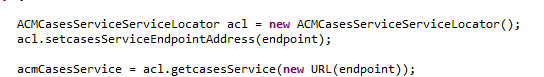 ACMCasesServiceServiceLocator acl = new ACMCasesServiceServiceLocator();
acl.setcasesServiceEndpointAddress(endpoint);
acmCasesService = acl.getcasesService(new URL(endpoint));